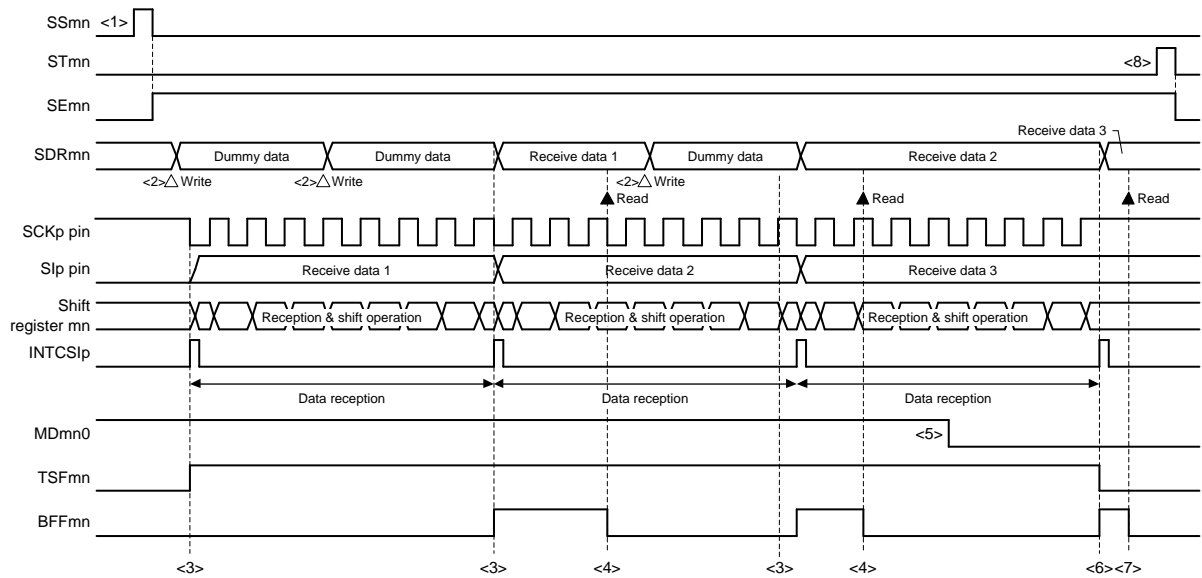 SSmn <1>
STmn <8>
SEmn
Receive data 3
SDRmn Dummy data Dummy data Receive data 1 Dummy data Receive data 2
<2> Write <2> Write <2> Write
Read Read Read
SCKp pin
SIp pin Receive data 1 Receive data 2 Receive data 3
Shift
register mn Reception & shift operation Reception & shift operation Reception & shift operation
INTCSIp
Data reception Data reception Data reception
MDmn0 <5>
TSFmn
BFFmn
<3> <3> <4> <3> <4> <6> <7>